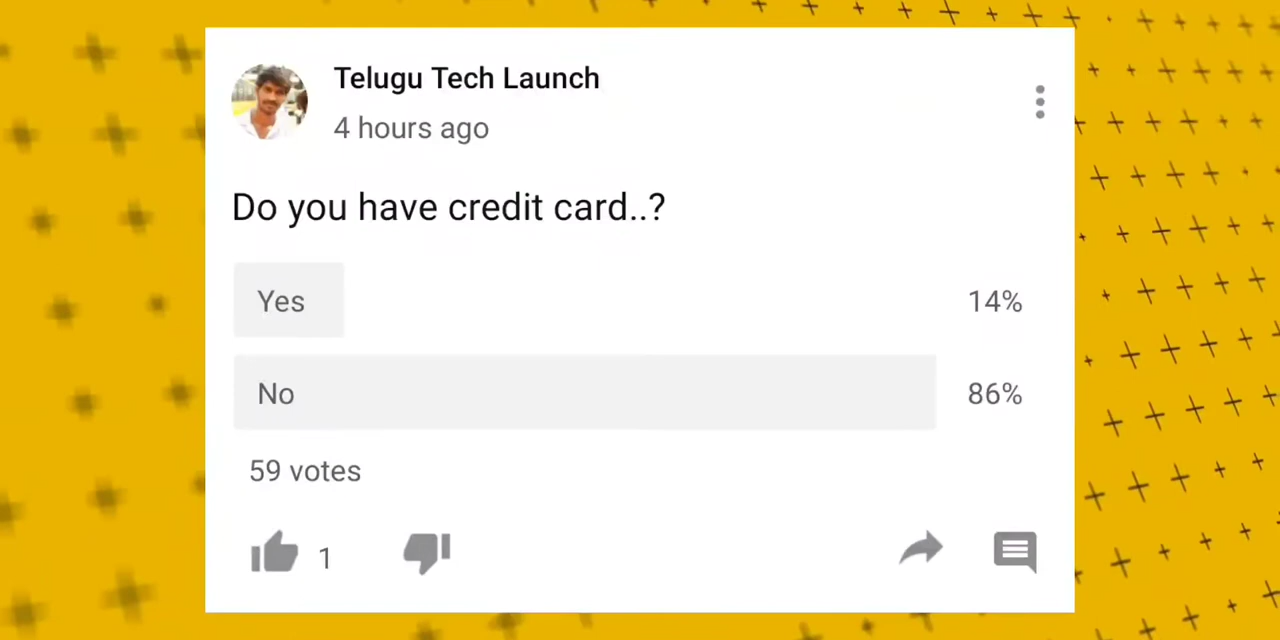 Telugu Tech Launch
4 hours ago
Do you have credit card..?
Yes 14%
No 86%
59 votes
1